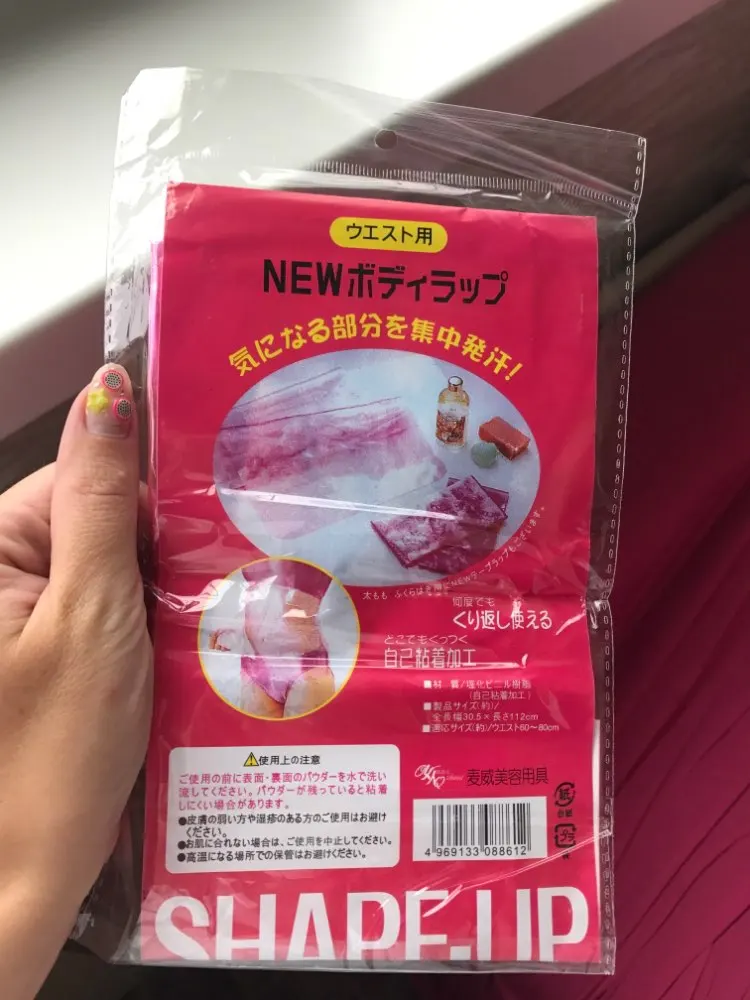 ウエスト用
NEWボディラップ
気になる部分を集中発汗!
何度でも
くり返し使える
どこでもくっつく
自己粘着加工
■材 質/塩化ビニル樹脂
(自己粘着加工)
■製品サイズ(約)/
全長幅30.5×長さ112cm
■適応サイズ(約)/ウエスト60〜80cm
⚠使用上の注意
ご使用の前に表面・裏面のパウダーを水で洗い
流してください。パウダーが残っていると粘着
しにくい場合があります。
●皮膚の弱い方や湿疹のある方のご使用はお避け
ください。
●お肌に合れない場合は、ご使用を中止してください。
●高温になる場所での保管はお避けください。
麦威美容用具
4 969133 088612
台紙
プラ
SHAPE-UP